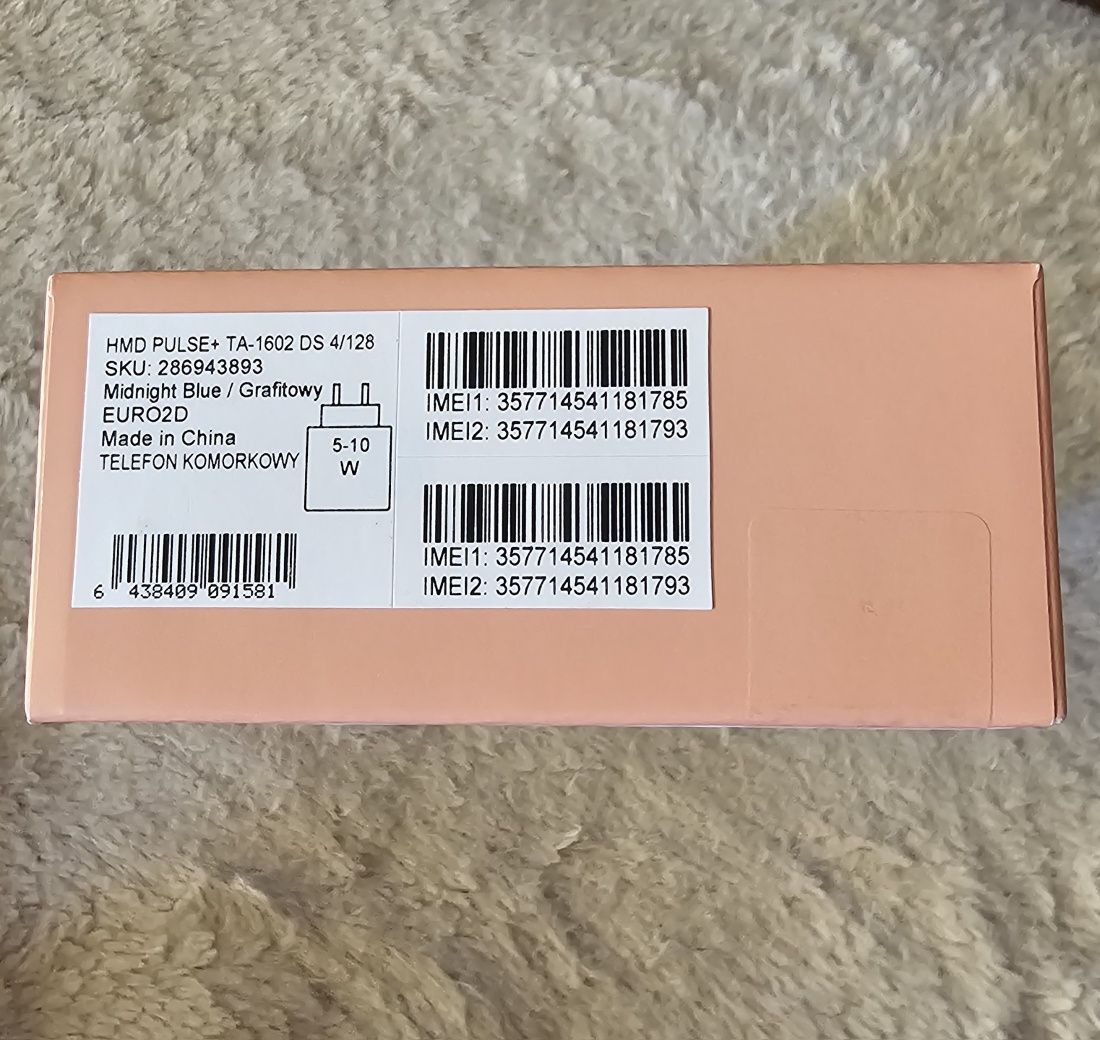 HMD PULSE+ TA-1602 DS 4/128
SKU: 286943893
Midnight Blue / Grafitowy
EURO2D
Made in China
TELEFON KOMORKOWY
5-10
W
6 438409 091581
IMEI1: 357714541181785
IMEI2: 357714541181793
IMEI1: 357714541181785
IMEI2: 357714541181793